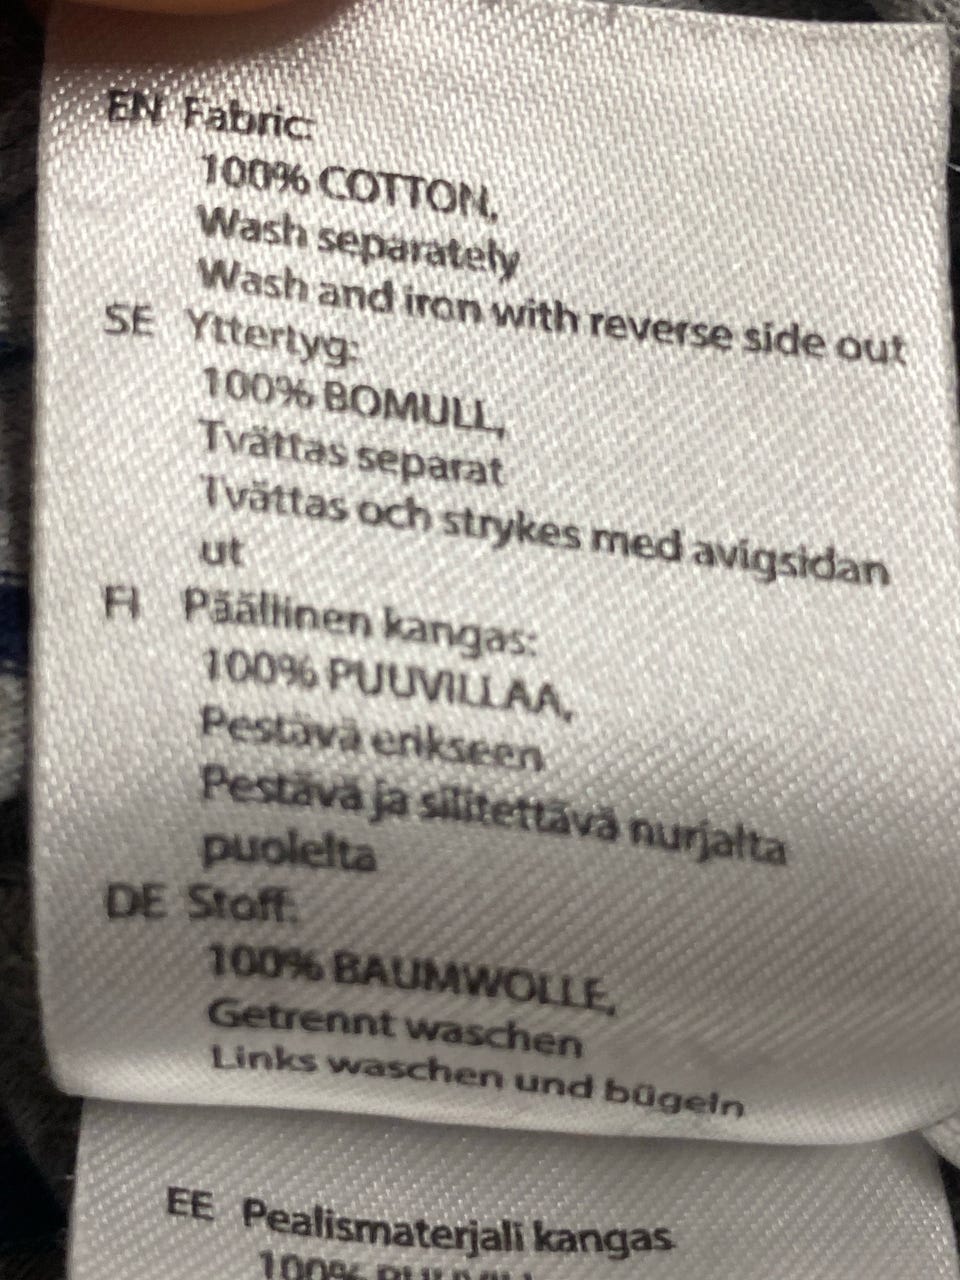 EN Fabric:
100% COTTON,
Wash separately
Wash and iron with reverse side out
SE Yttertyg:
100% BOMULL,
Tvättas separat
Tvättas och strykes med avigsidan
ut
FI Päällinen kangas:
100% PUUVILLAA,
Pestävä erikseen
Pestävä ja silitettävä nurjalta
puolelta
DE Stoff:
100% BAUMWOLLE,
Getrennt waschen
Links waschen und bügeln
EE Pealismaterjali kangas
100%